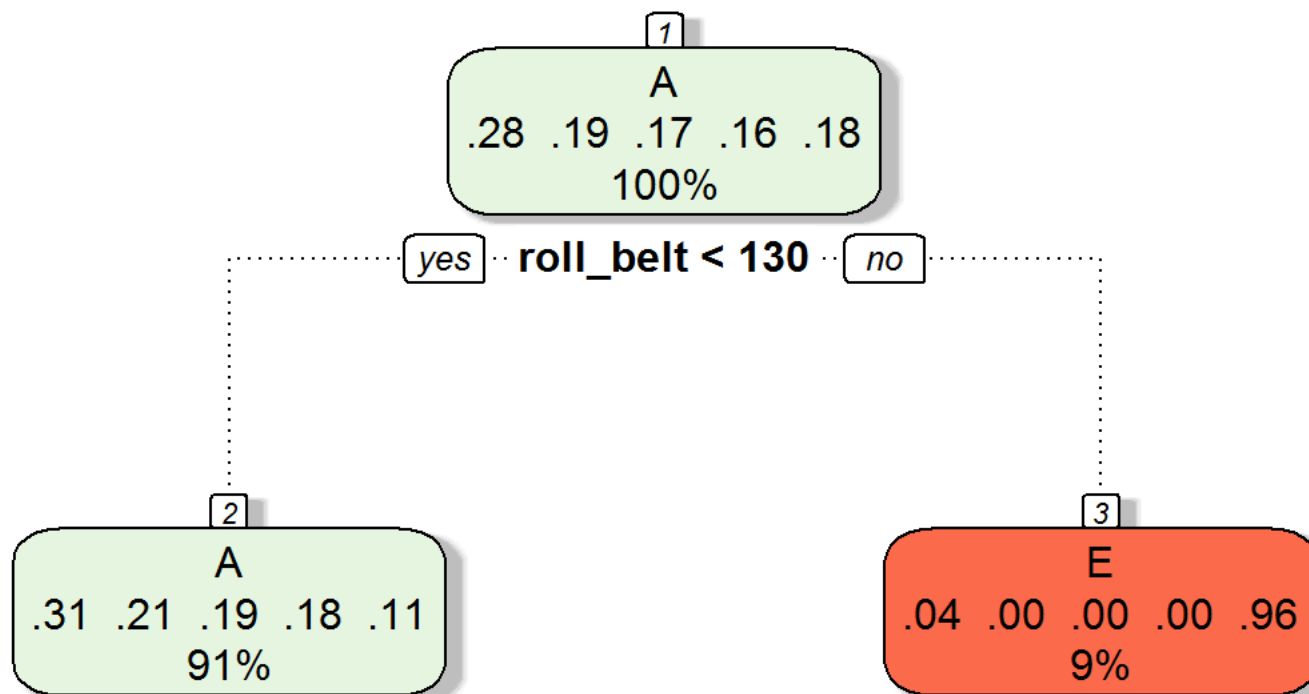 1
A
.28 .19 .17 .16 .18
100%
yes roll_belt < 130 no
2
A
.31 .21 .19 .18 .11
91%
3
E
.04 .00 .00 .00 .96
9%